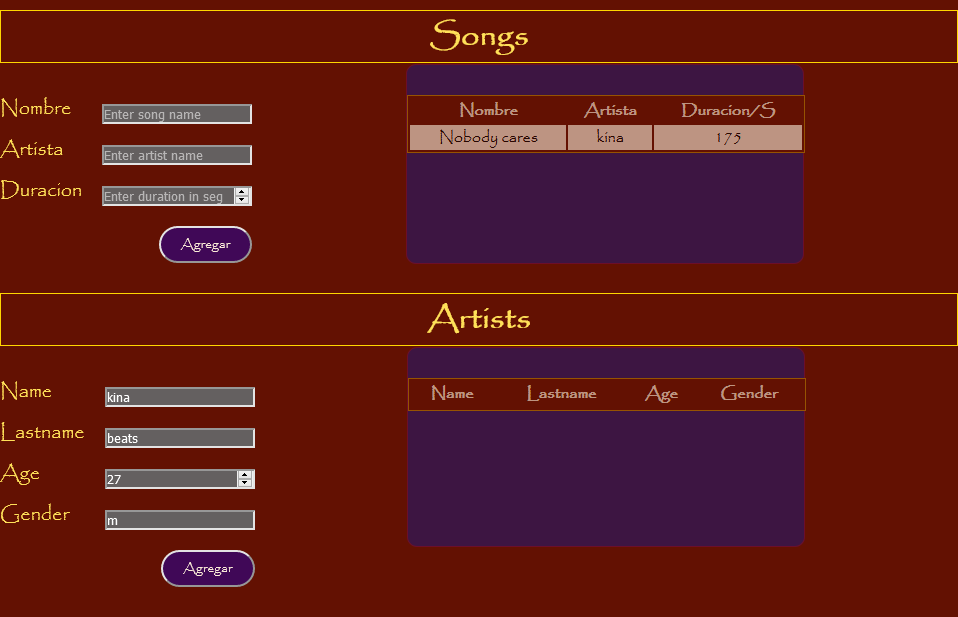 Songs
Nombre Enter song name
Artista Enter artist name
Duracion Enter duration in seg
Agregar
Nombre Artista Duracion/S
Nobody cares kina 175
Artists
Name kina
Lastname beats
Age 27
Gender m
Agregar
Name Lastname Age Gender